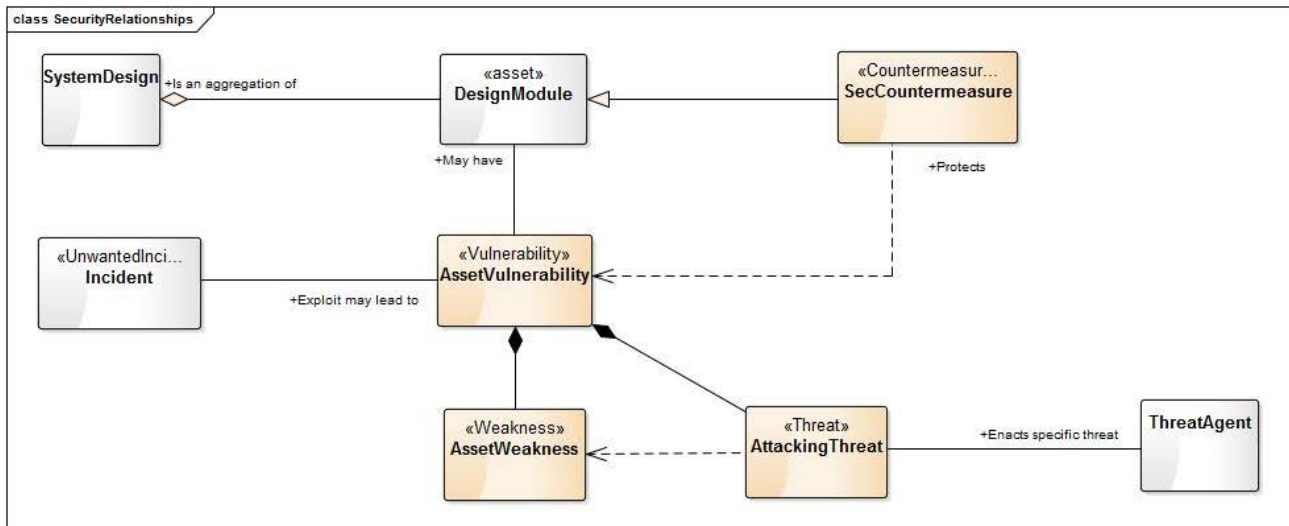 class SecurityRelationships
SystemDesign
+Is an aggregation of
«asset»
DesignModule
«Countermeasur...
SecCountermeasure
+May have
+Protects
«UnwantedInci...
Incident
«Vulnerability»
AssetVulnerability
+Exploit may lead to
«Weakness»
AssetWeakness
«Threat»
AttackingThreat
+Enacts specific threat
ThreatAgent